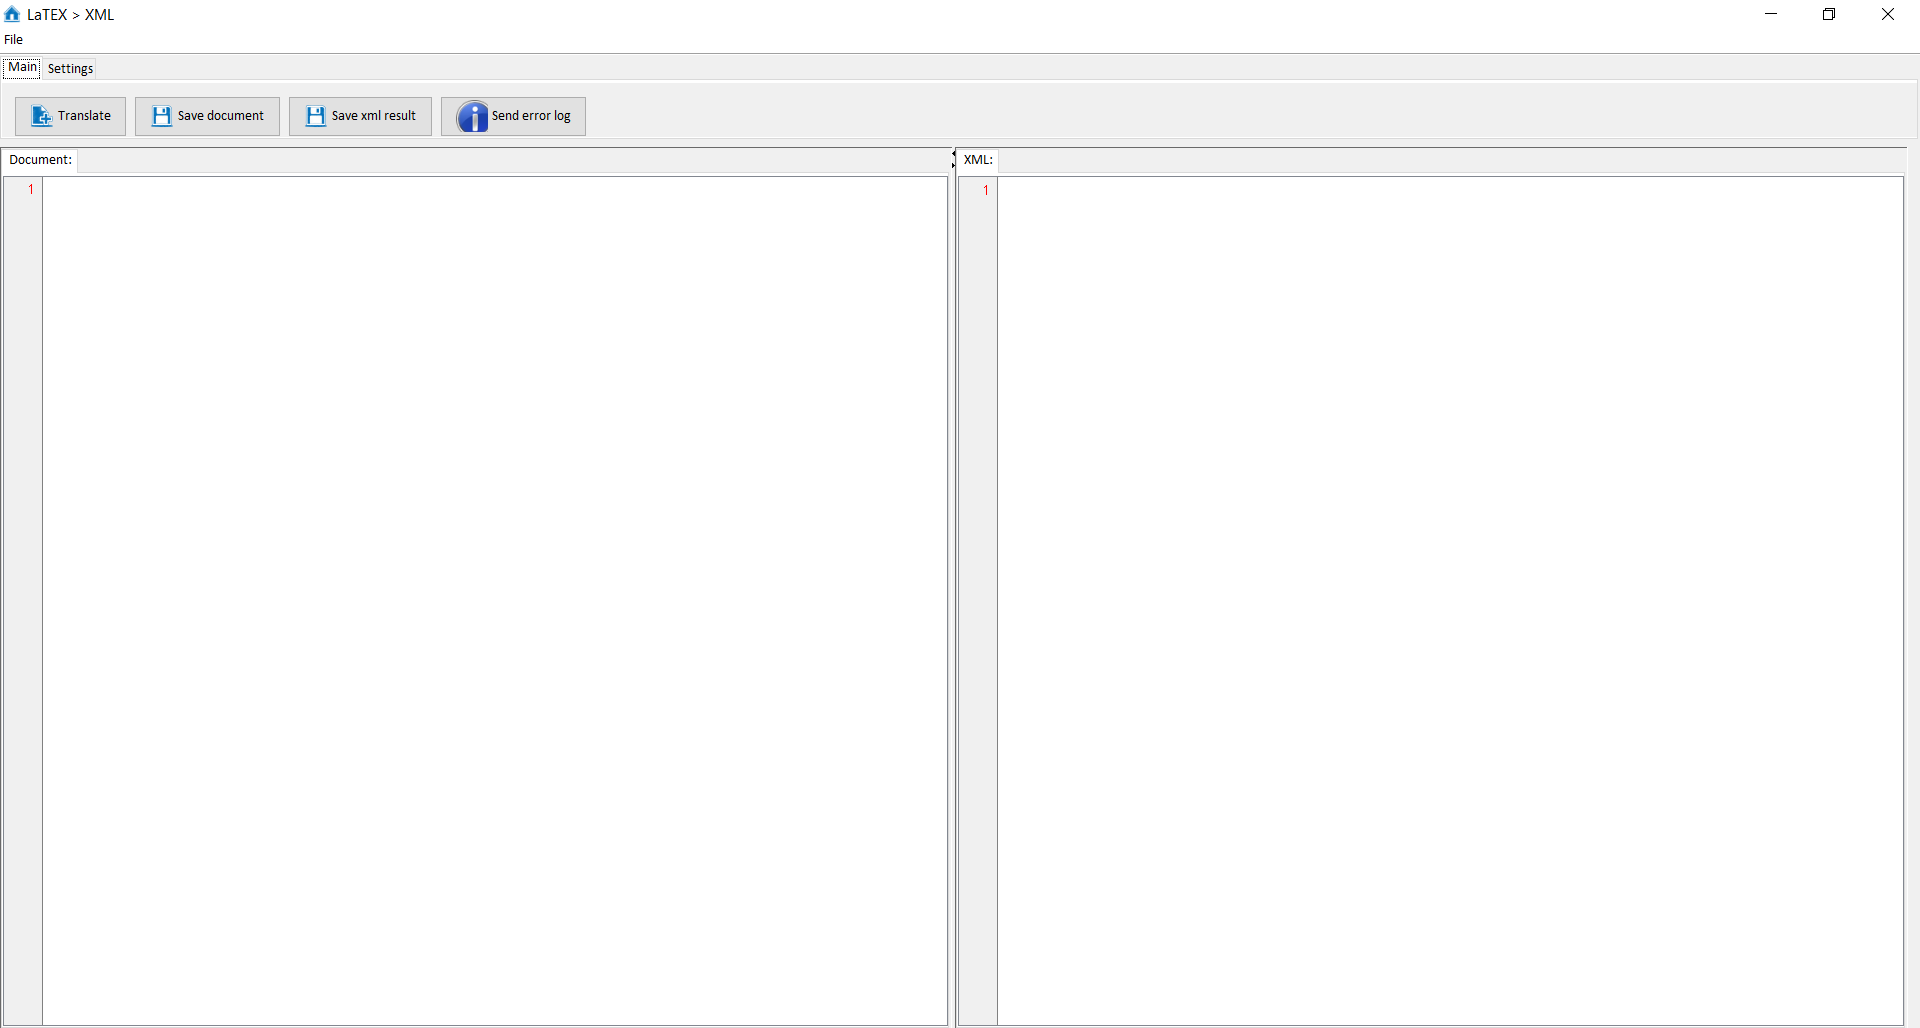 LaTEX > XML
File
Main Settings
Translate Save document Save xml result Send error log
Document: XML:
1 1